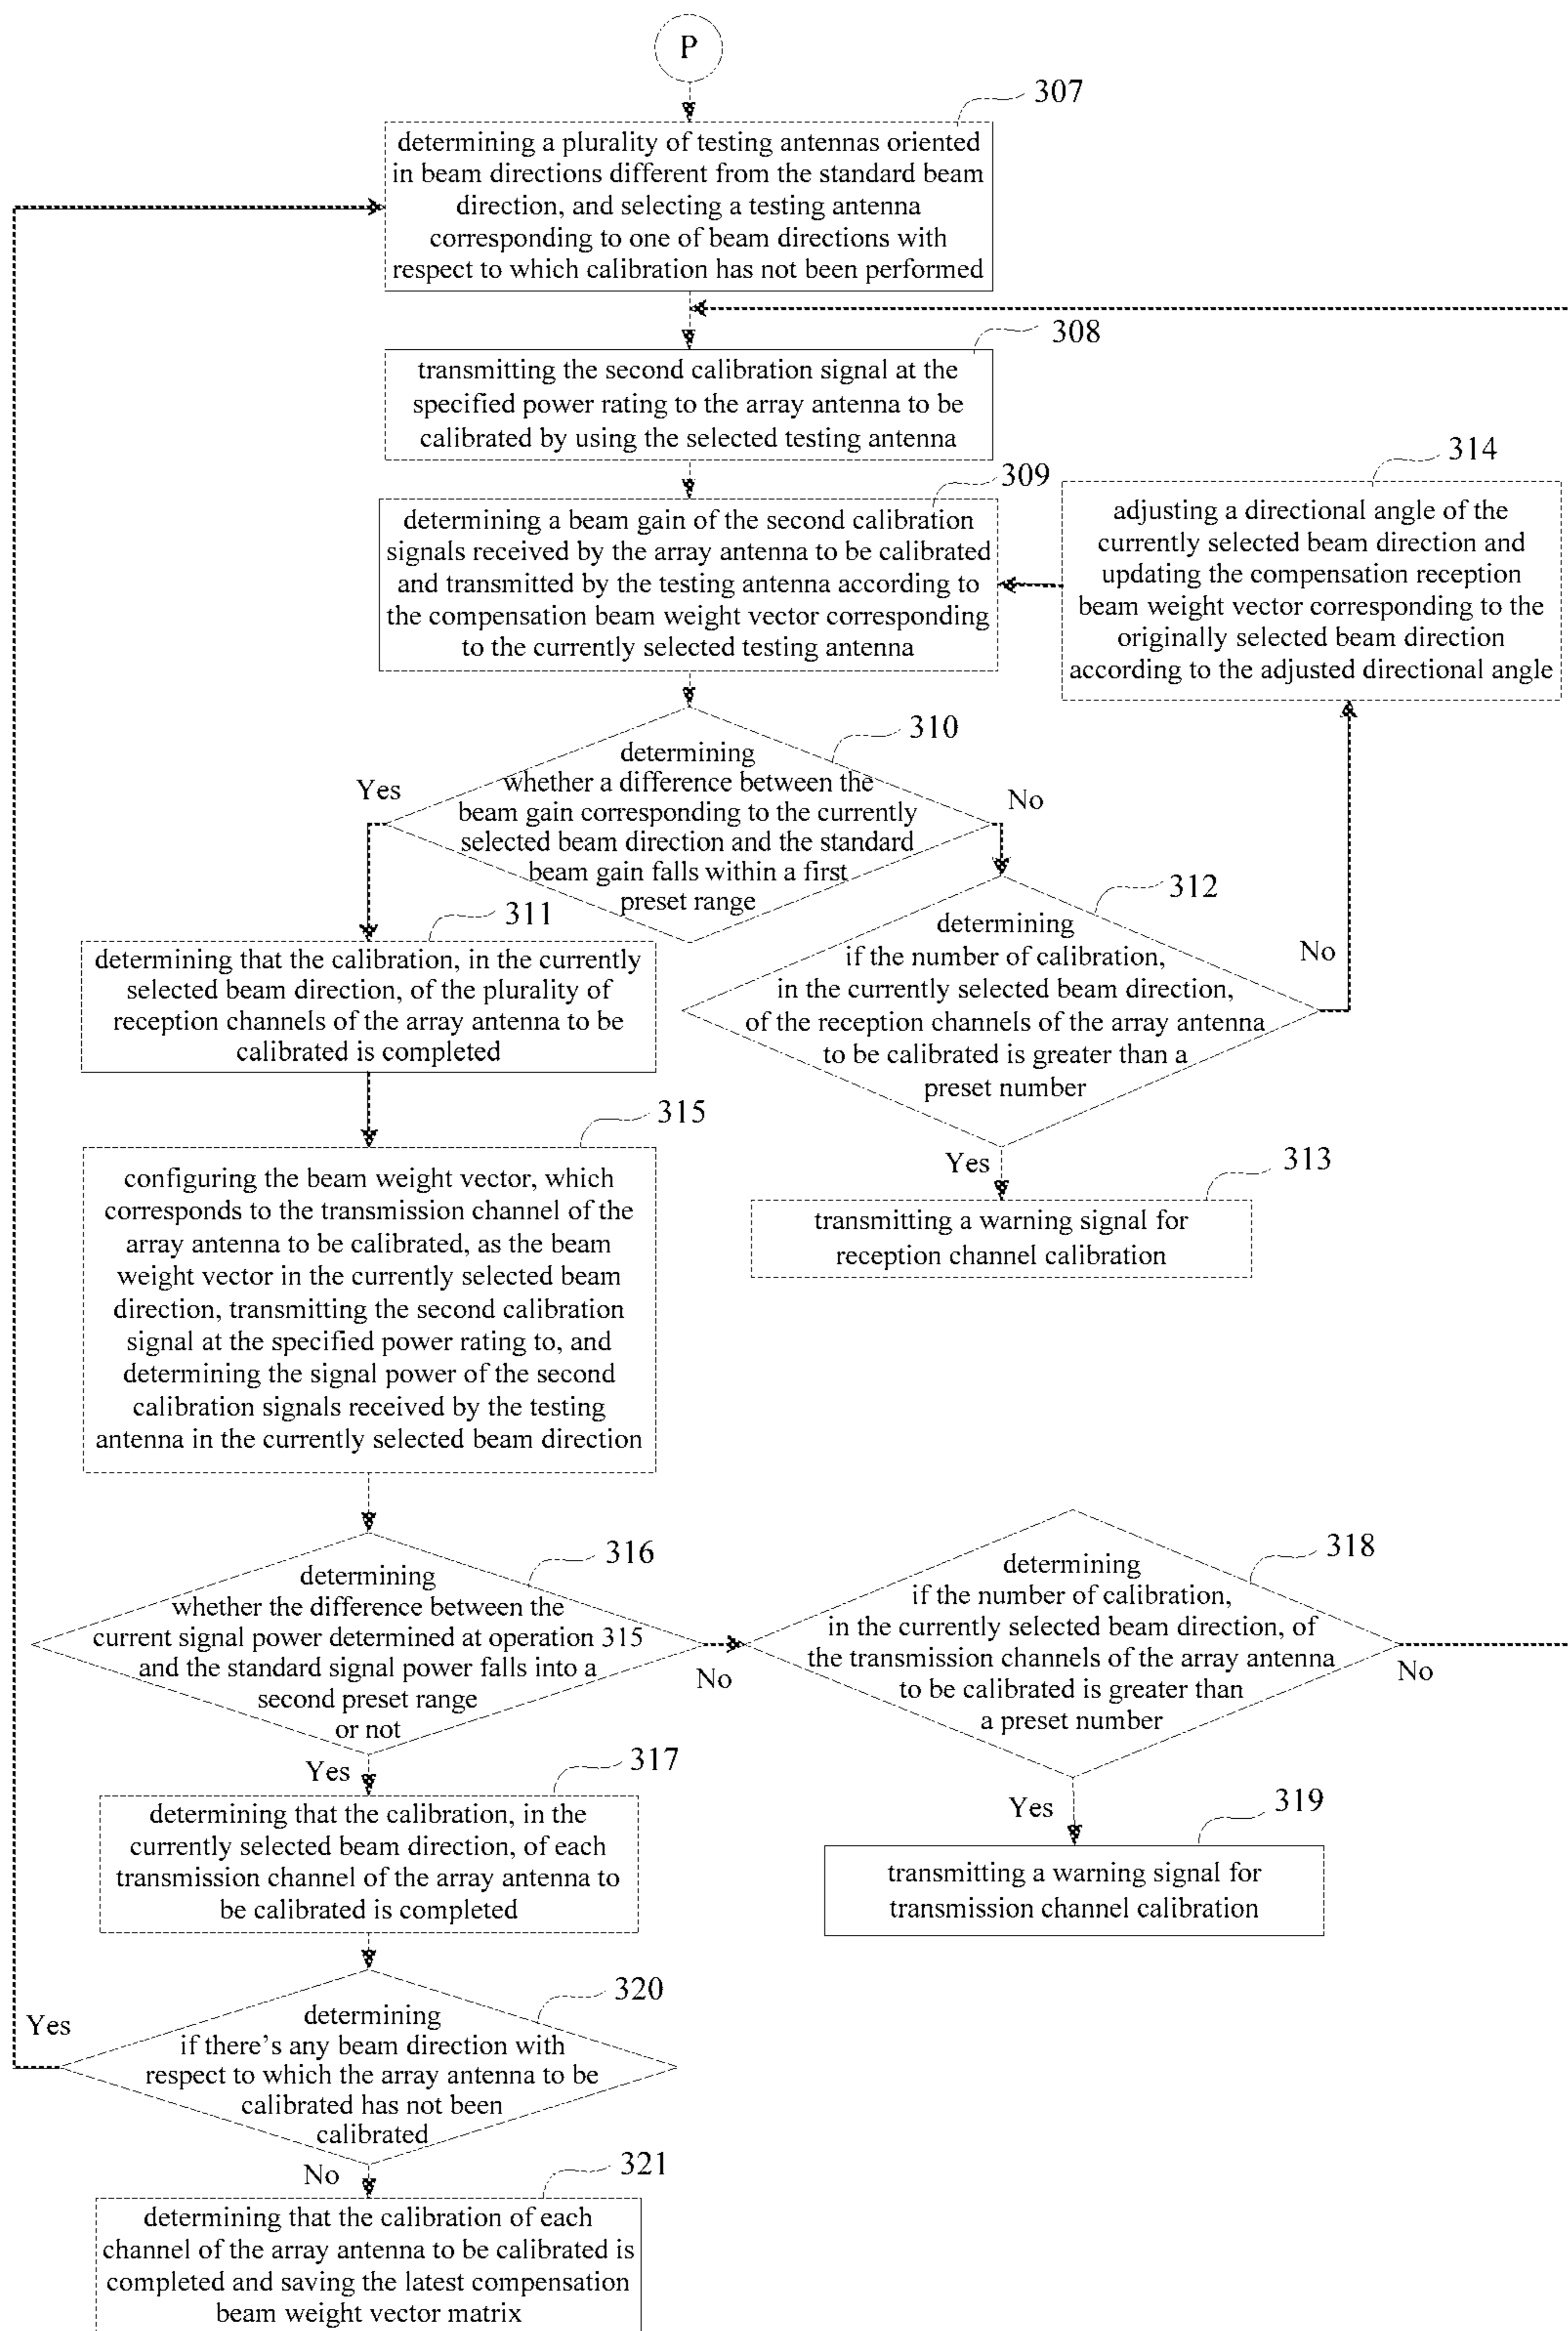 P
307
determining a plurality of testing antennas oriented
in beam directions different from the standard beam
direction, and selecting a testing antenna
corresponding to one of beam directions with
respect to which calibration has not been performed
308
transmitting the second calibration signal at the
specified power rating to the array antenna to be
calibrated by using the selected testing antenna
309
determining a beam gain of the second calibration
signals received by the array antenna to be calibrated
and transmitted by the testing antenna according to
the compensation beam weight vector corresponding
to the currently selected testing antenna
314
adjusting a directional angle of the
currently selected beam direction and
updating the compensation reception
beam weight vector corresponding to the
originally selected beam direction
according to the adjusted directional angle
310
determining
whether a difference between the
beam gain corresponding to the currently
selected beam direction and the standard
beam gain falls within a first
preset range
Yes
No
311
determining that the calibration, in the currently
selected beam direction, of the plurality of
reception channels of the array antenna to be
calibrated is completed
312
determining
if the number of calibration,
in the currently selected beam direction,
of the reception channels of the array antenna
to be calibrated is greater than a
preset number
No
Yes
313
transmitting a warning signal for
reception channel calibration
315
configuring the beam weight vector, which
corresponds to the transmission channel of the
array antenna to be calibrated, as the beam
weight vector in the currently selected beam
direction, transmitting the second calibration
signal at the specified power rating to, and
determining the signal power of the second
calibration signals received by the testing
antenna in the currently selected beam direction
316
determining
whether the difference between the
current signal power determined at operation 315
and the standard signal power falls into a
second preset range
or not
No
Yes
318
determining
if the number of calibration,
in the currently selected beam direction, of
the transmission channels of the array antenna
to be calibrated is greater than
a preset number
No
Yes
317
determining that the calibration, in the
currently selected beam direction, of each
transmission channel of the array antenna to
be calibrated is completed
319
transmitting a warning signal for
transmission channel calibration
320
determining
if there's any beam direction with
respect to which the array antenna to be
calibrated has not been
calibrated
Yes
No
321
determining that the calibration of each
channel of the array antenna to be calibrated is
completed and saving the latest compensation
beam weight vector matrix